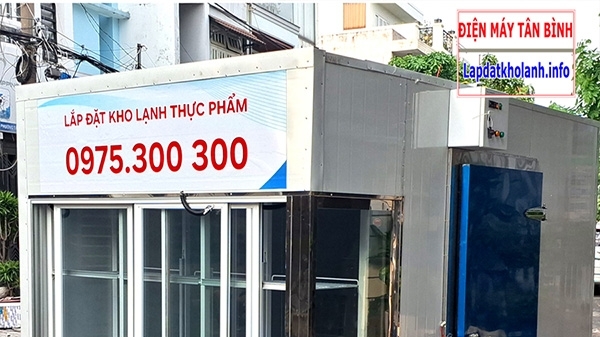 ĐIỆN MÁY TÂN BÌNH
Lapdatkholanh.info
LẮP ĐẶT KHO LẠNH THỰC PHẨM
0975.300 300